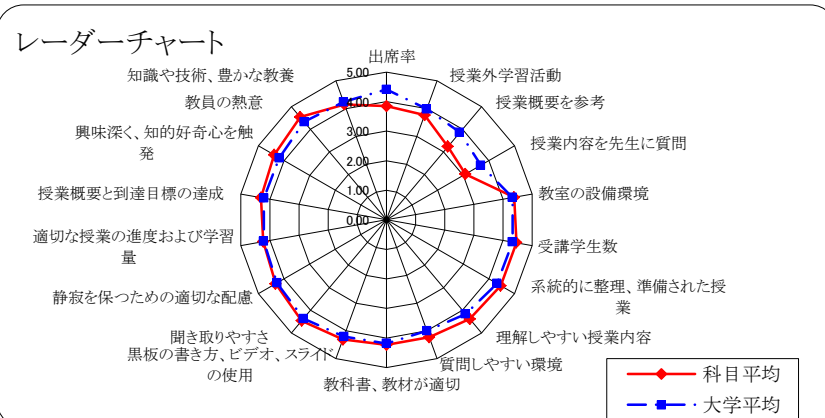 レーダーチャート
出席率
授業外学習活動
授業概要を参考
授業内容を先生に質問
教室の設備環境
受講学生数
系統的に整理、準備された授
業
理解しやすい授業内容
質問しやすい環境
教科書、教材が適切
黒板の書き方、ビデオ、スライド
の使用
聞き取りやすさ
静寂を保つための適切な配慮
適切な授業の進度および学習
量
授業概要と到達目標の達成
興味深く、知的好奇心を触
発
教員の熱意
知識や技術、豊かな教養
5.00
4.00
3.00
2.00
1.00
0.00
科目平均
大学平均